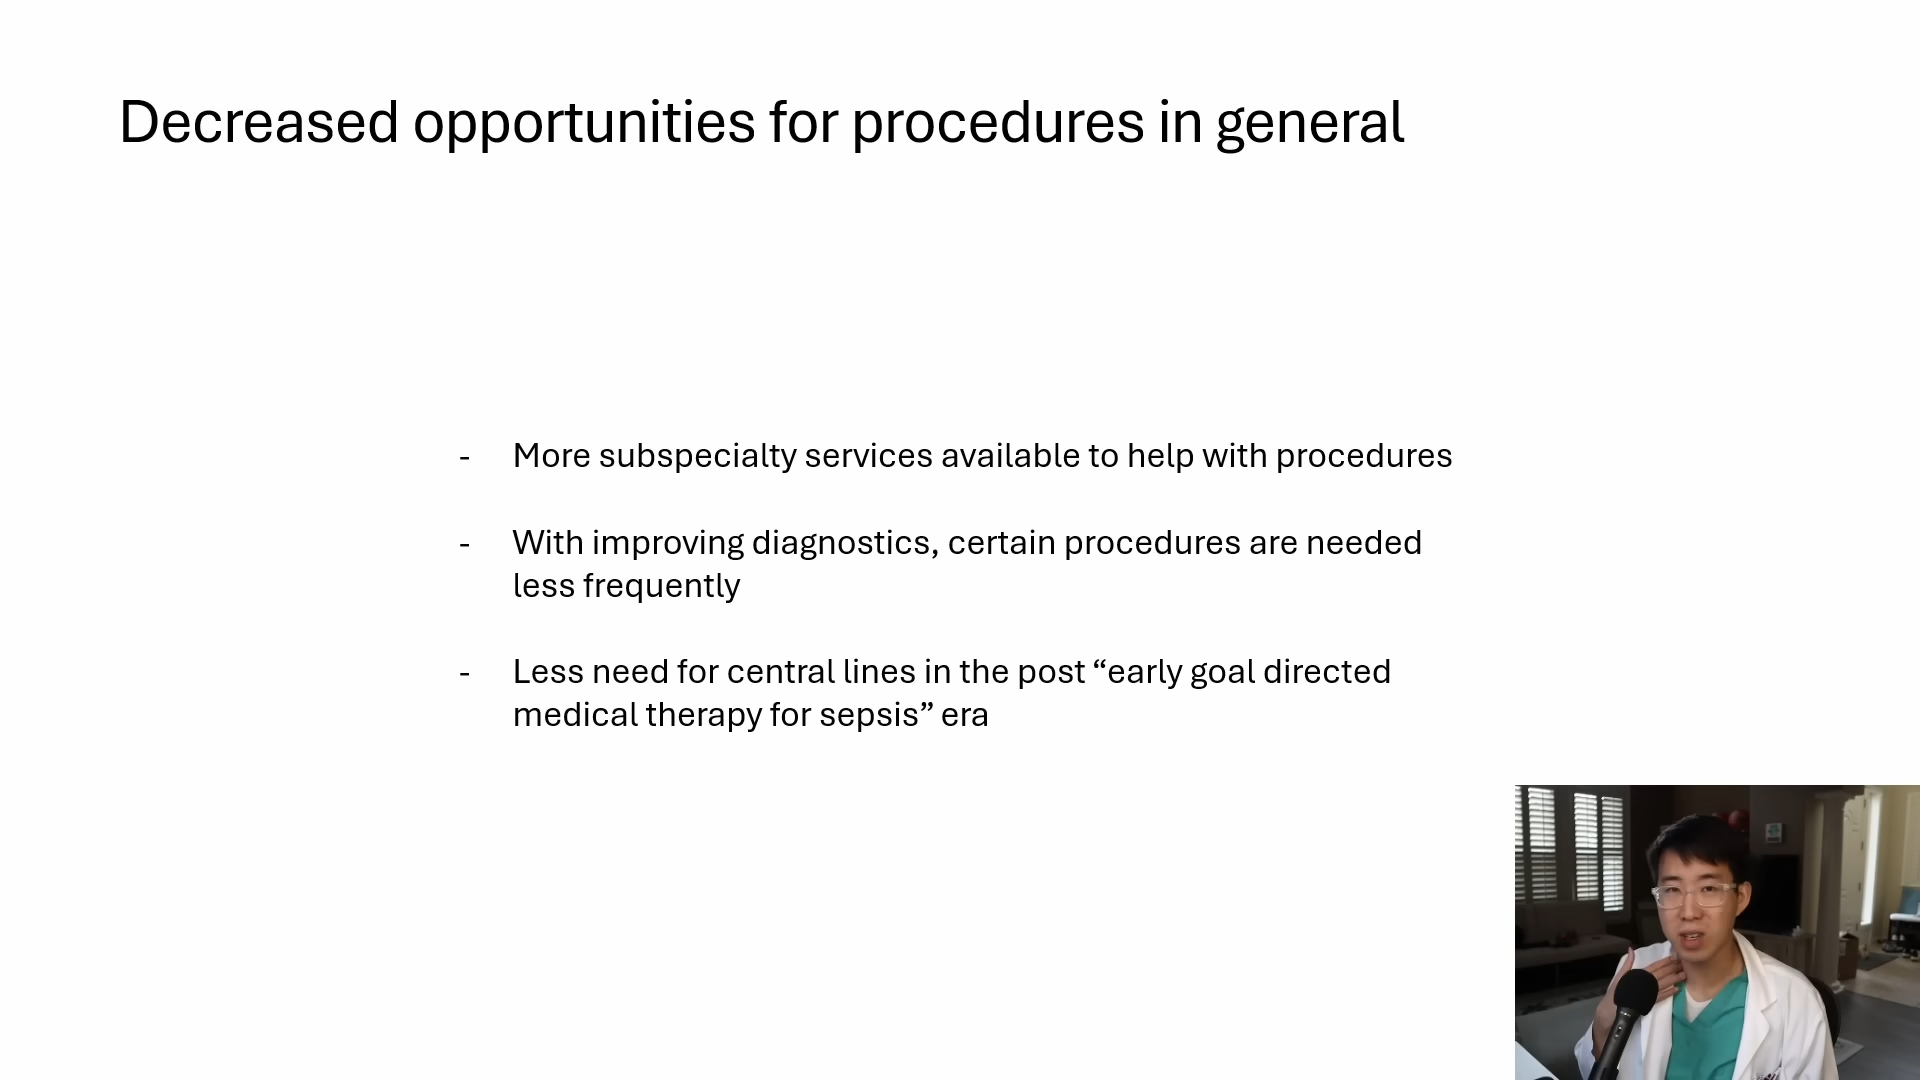 Decreased opportunities for procedures in general
- More subspecialty services available to help with procedures
- With improving diagnostics, certain procedures are needed
less frequently
- Less need for central lines in the post “early goal directed
medical therapy for sepsis” era